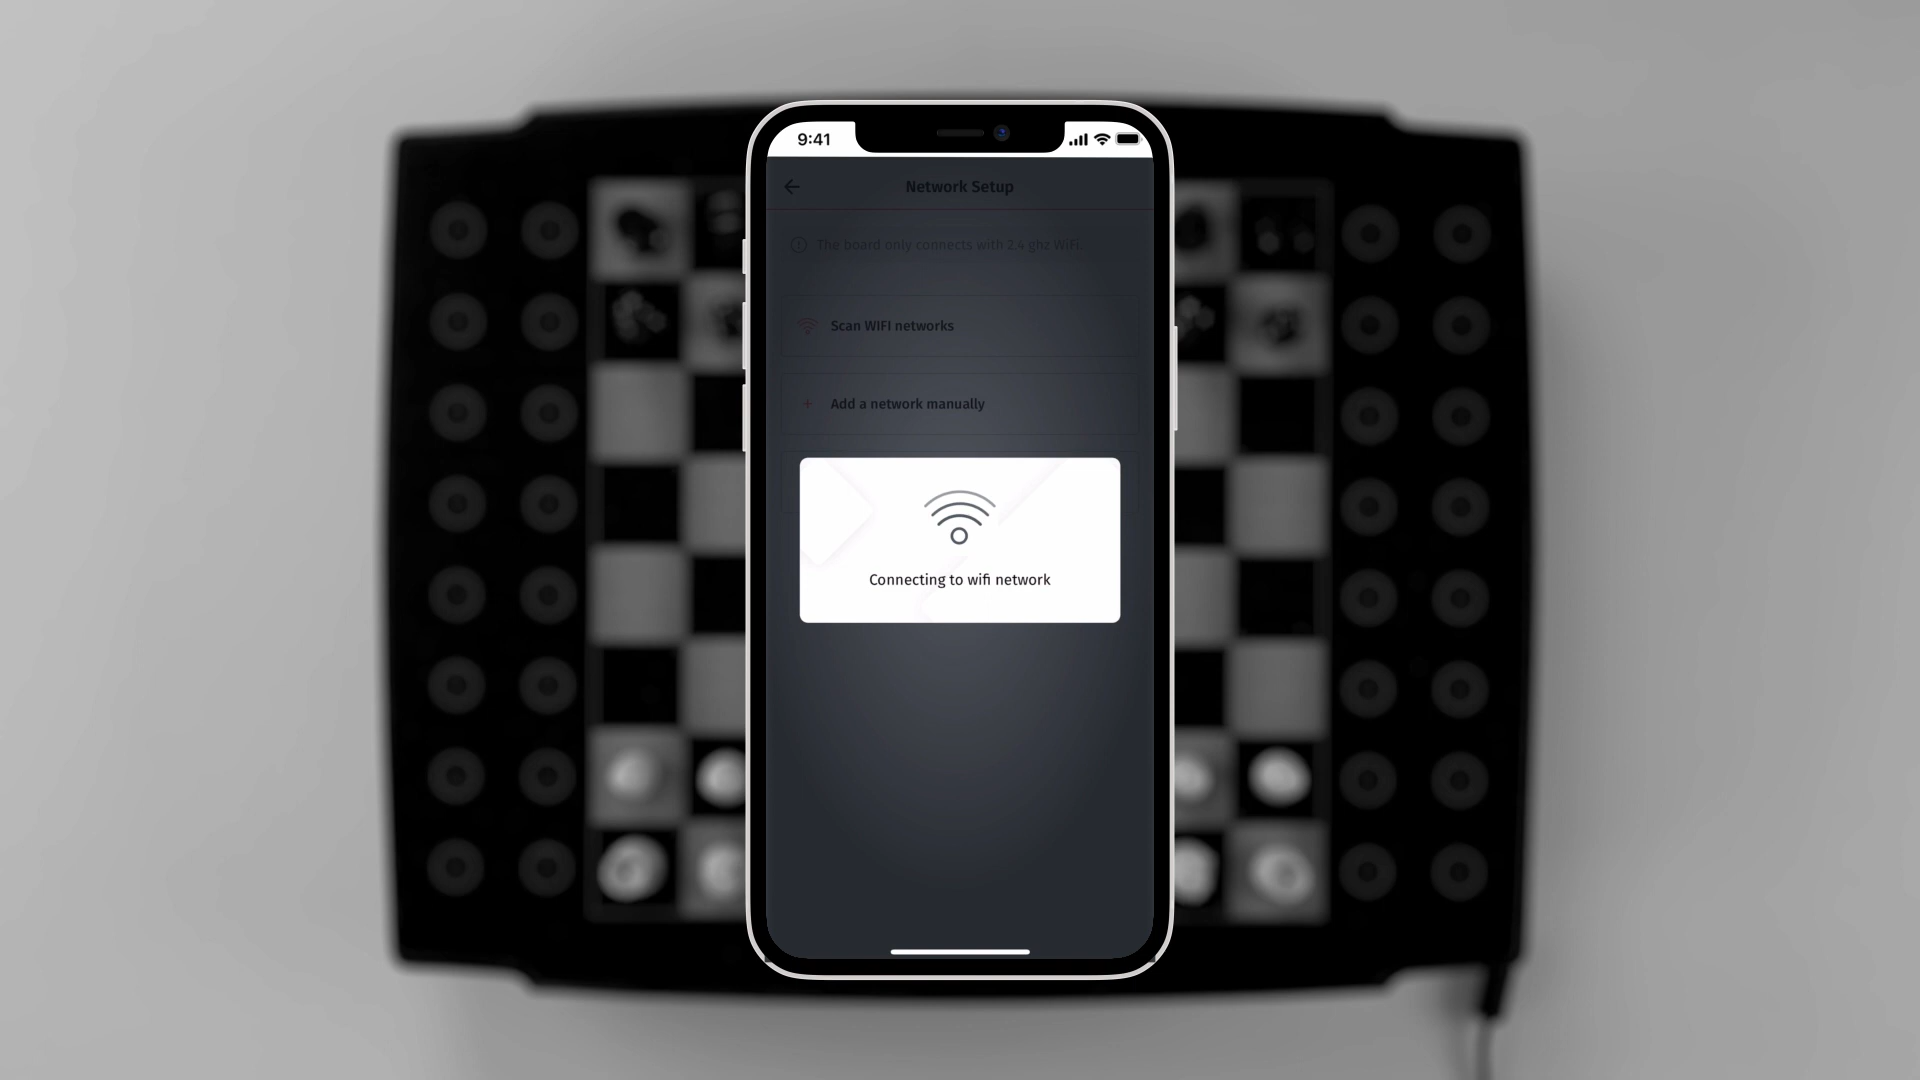 9:41
Network Setup
The board only connects with 2.4 ghz WiFi.
Scan WIFI networks
Add a network manually
Connecting to wifi network